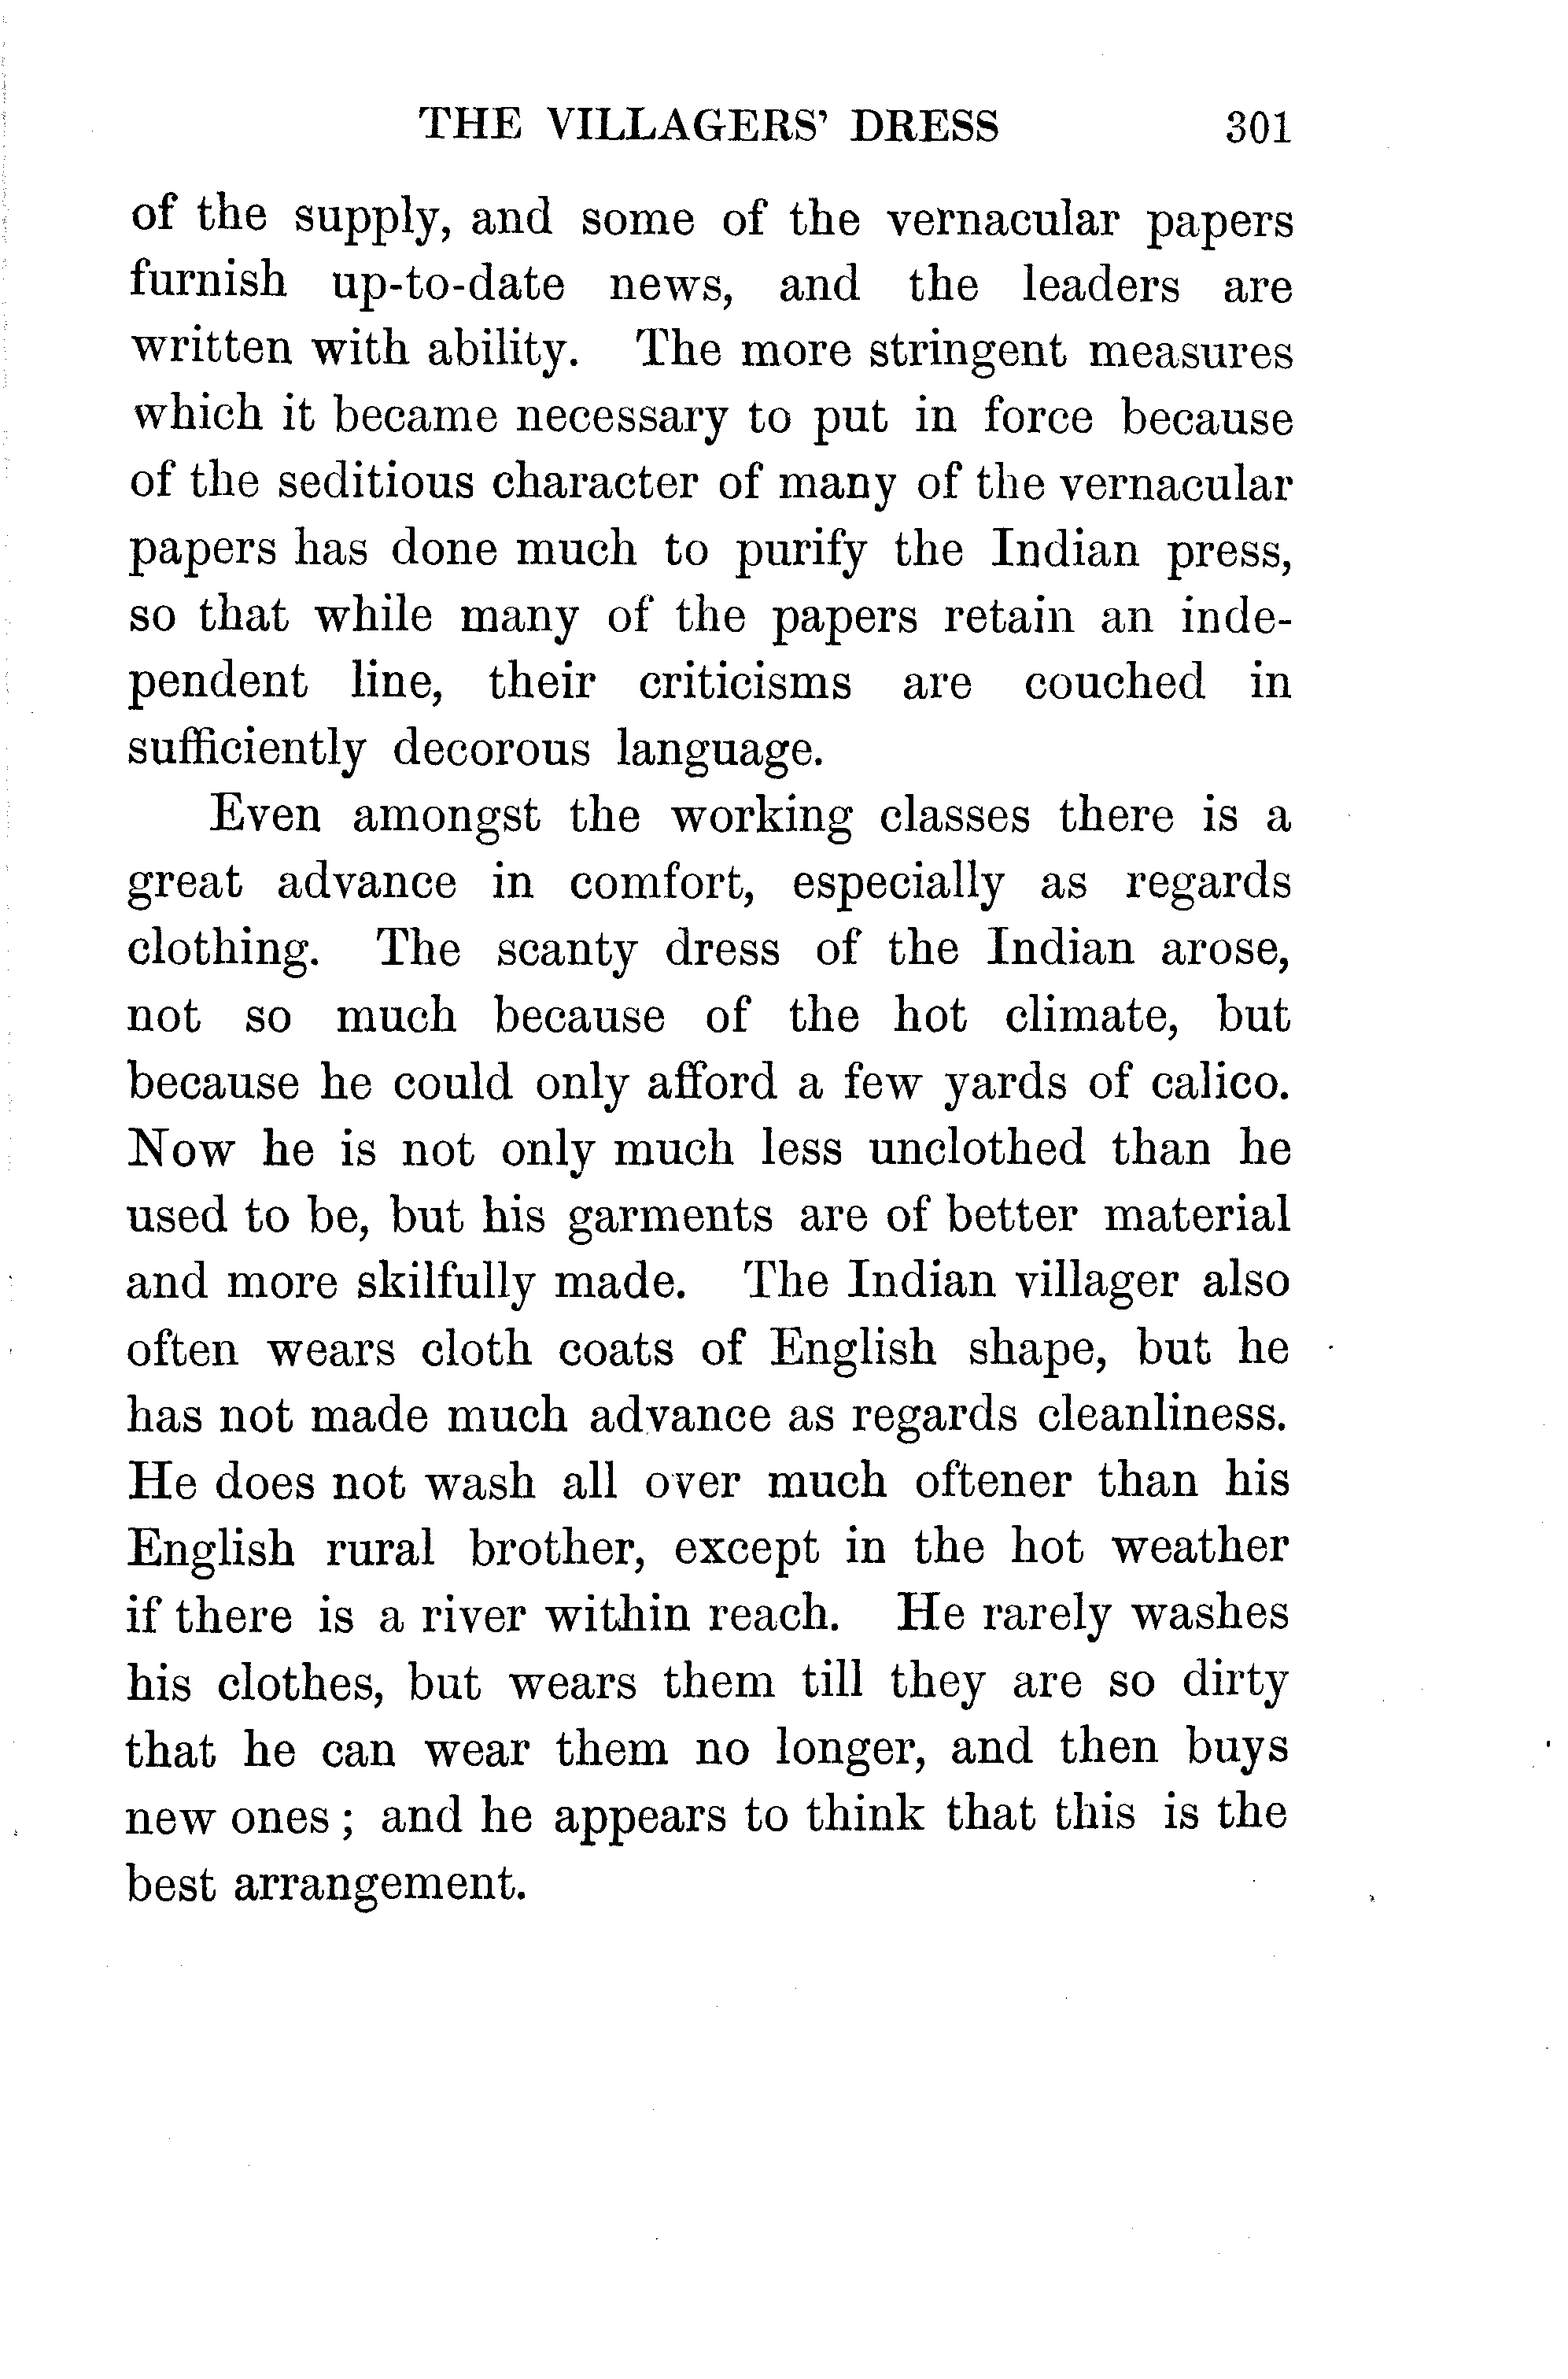 THE VILLAGERS' DRESS 301
of the supply, and some of the vernacular papers
furnish up-to-date news, and the leaders are
written with ability. The more stringent measures
which it became necessary to put in force because
of the seditious character of many of the vernacular
papers has done much to purify the Indian press,
so that while many of the papers retain an inde-
pendent line, their criticisms are couched in
sufficiently decorous language.
Even amongst the working classes there is a
great advance in comfort, especially as regards
clothing. The scanty dress of the Indian arose,
not so much because of the hot climate, but
because he could only afford a few yards of calico.
Now he is not only much less unclothed than he
used to be, but his garments are of better material
and more skilfully made. The Indian villager also
often wears cloth coats of English shape, but he
has not made much advance as regards cleanliness.
He does not wash all over much oftener than his
English rural brother, except in the hot weather
if there is a river within reach. He rarely washes
his clothes, but wears them till they are so dirty
that he can wear them no longer, and then buys
new ones ; and he appears to think that this is the
best arrangement.